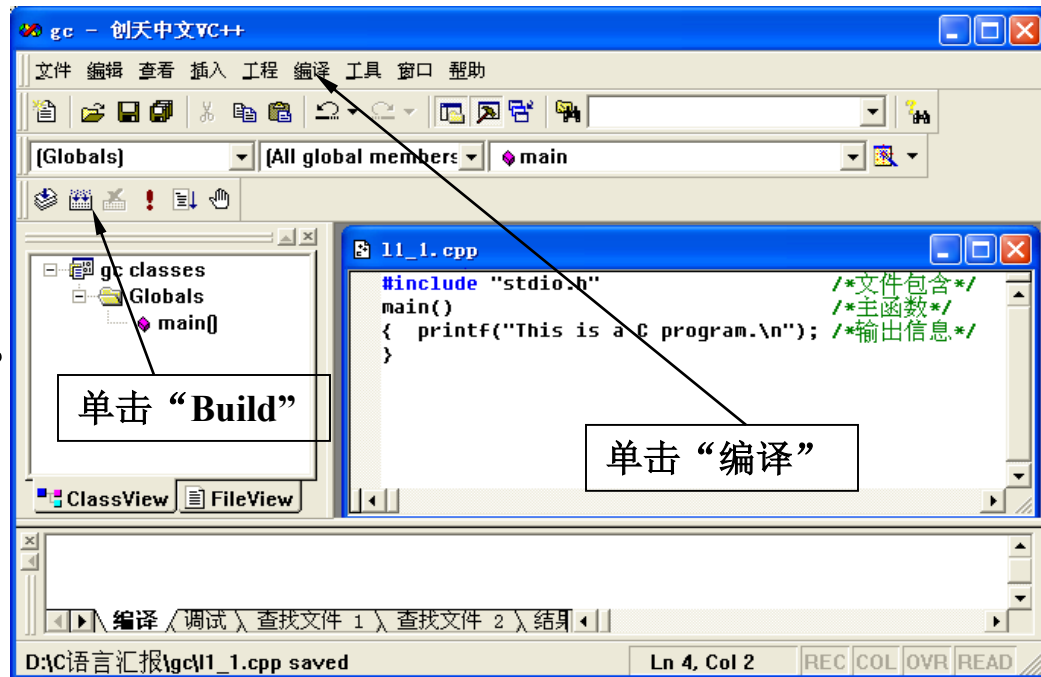 gc - 创天中文VC++
文件 编辑 查看 插入 工程 编译 工具 窗口 帮助
(Globals) (All global members main
gc classes
Globals
main()
ClassView FileView
l1_1.cpp
#include "stdio.h" /*文件包含*/
main() /*主函数*/
{ printf("This is a C program.\n"); /*输出信息*/
}
单击“Build”
单击“编译”
编译 调试 查找文件 1 查找文件 2 结果
D:\C语言汇报\gc\l1_1.cpp saved Ln 4, Col 2 REC COL OVR READ